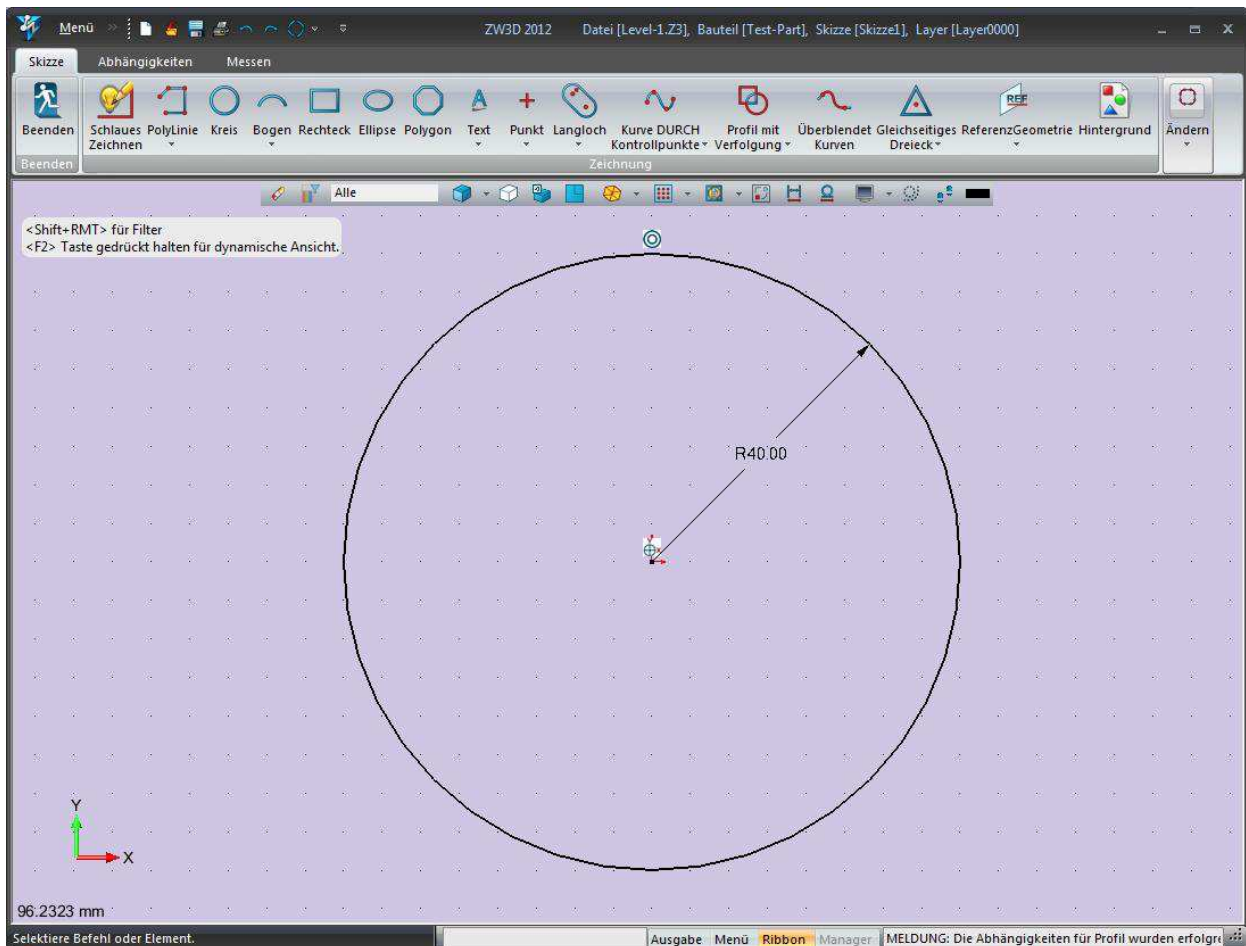 Menü » ZW3D 2012 Datei [Level-1.Z3], Bauteil [Test-Part], Skizze [Skizze1], Layer [Layer0000]
Skizze Abhängigkeiten Messen
Beenden Schlaues Zeichnen PolyLinie Kreis Bogen Rechteck Ellipse Polygon Text Punkt Langloch Kurve DURCH Kontrollpunkte Profil mit Verfolgung Überblendet Kurven Gleichseitiges Dreieck REF ReferenzGeometrie Hintergrund Ändern
Beenden Zeichnung
Alle
<Shift+RMT> für Filter
<F2> Taste gedrückt halten für dynamische Ansicht.
R40.00
Y
X
96.2323 mm
Selektiere Befehl oder Element. Ausgabe Menü Ribbon Manager MELDUNG: Die Abhängigkeiten für Profil wurden erfolgre